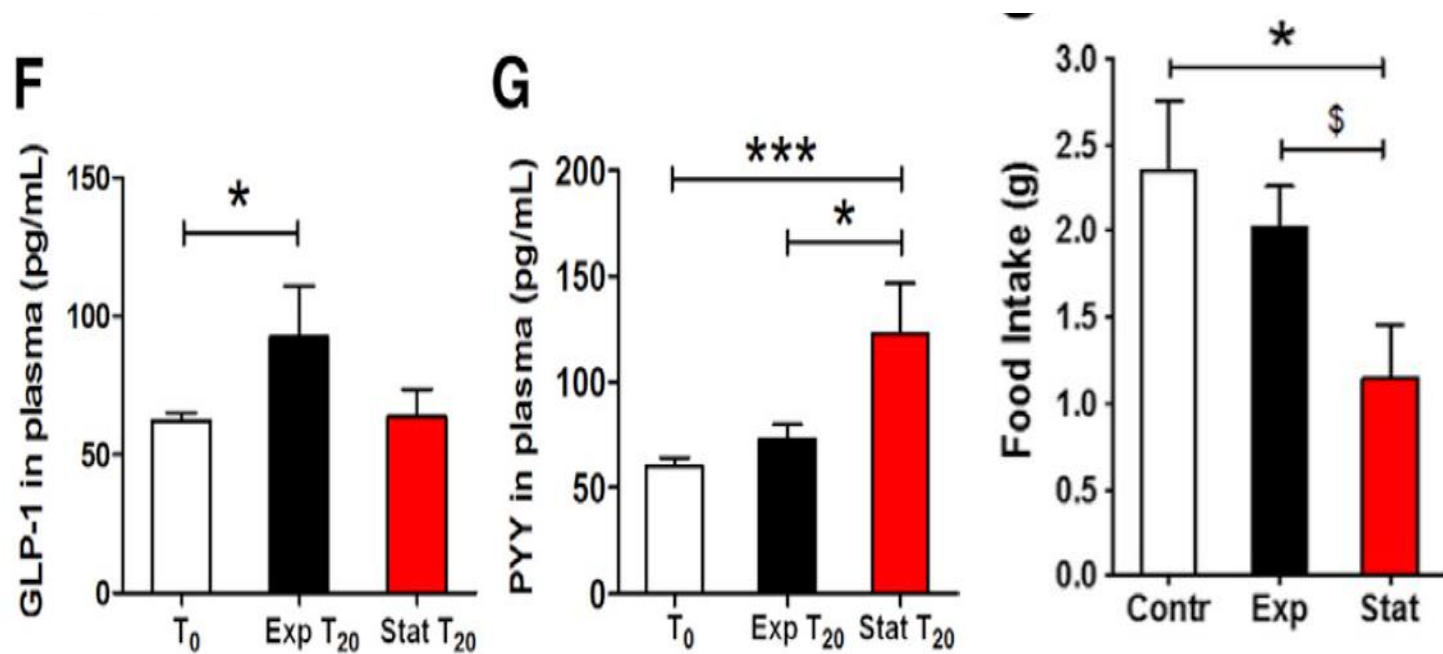 F
GLP-1 in plasma (pg/mL)
150
100
50
0
*
T0
Exp T20
Stat T20
G
PYY in plasma (pg/mL)
200
150
100
50
0
***
*
T0
Exp T20
Stat T20
Food Intake (g)
3.0
2.5
2.0
1.5
1.0
0.5
0.0
*
$
Contr
Exp
Stat